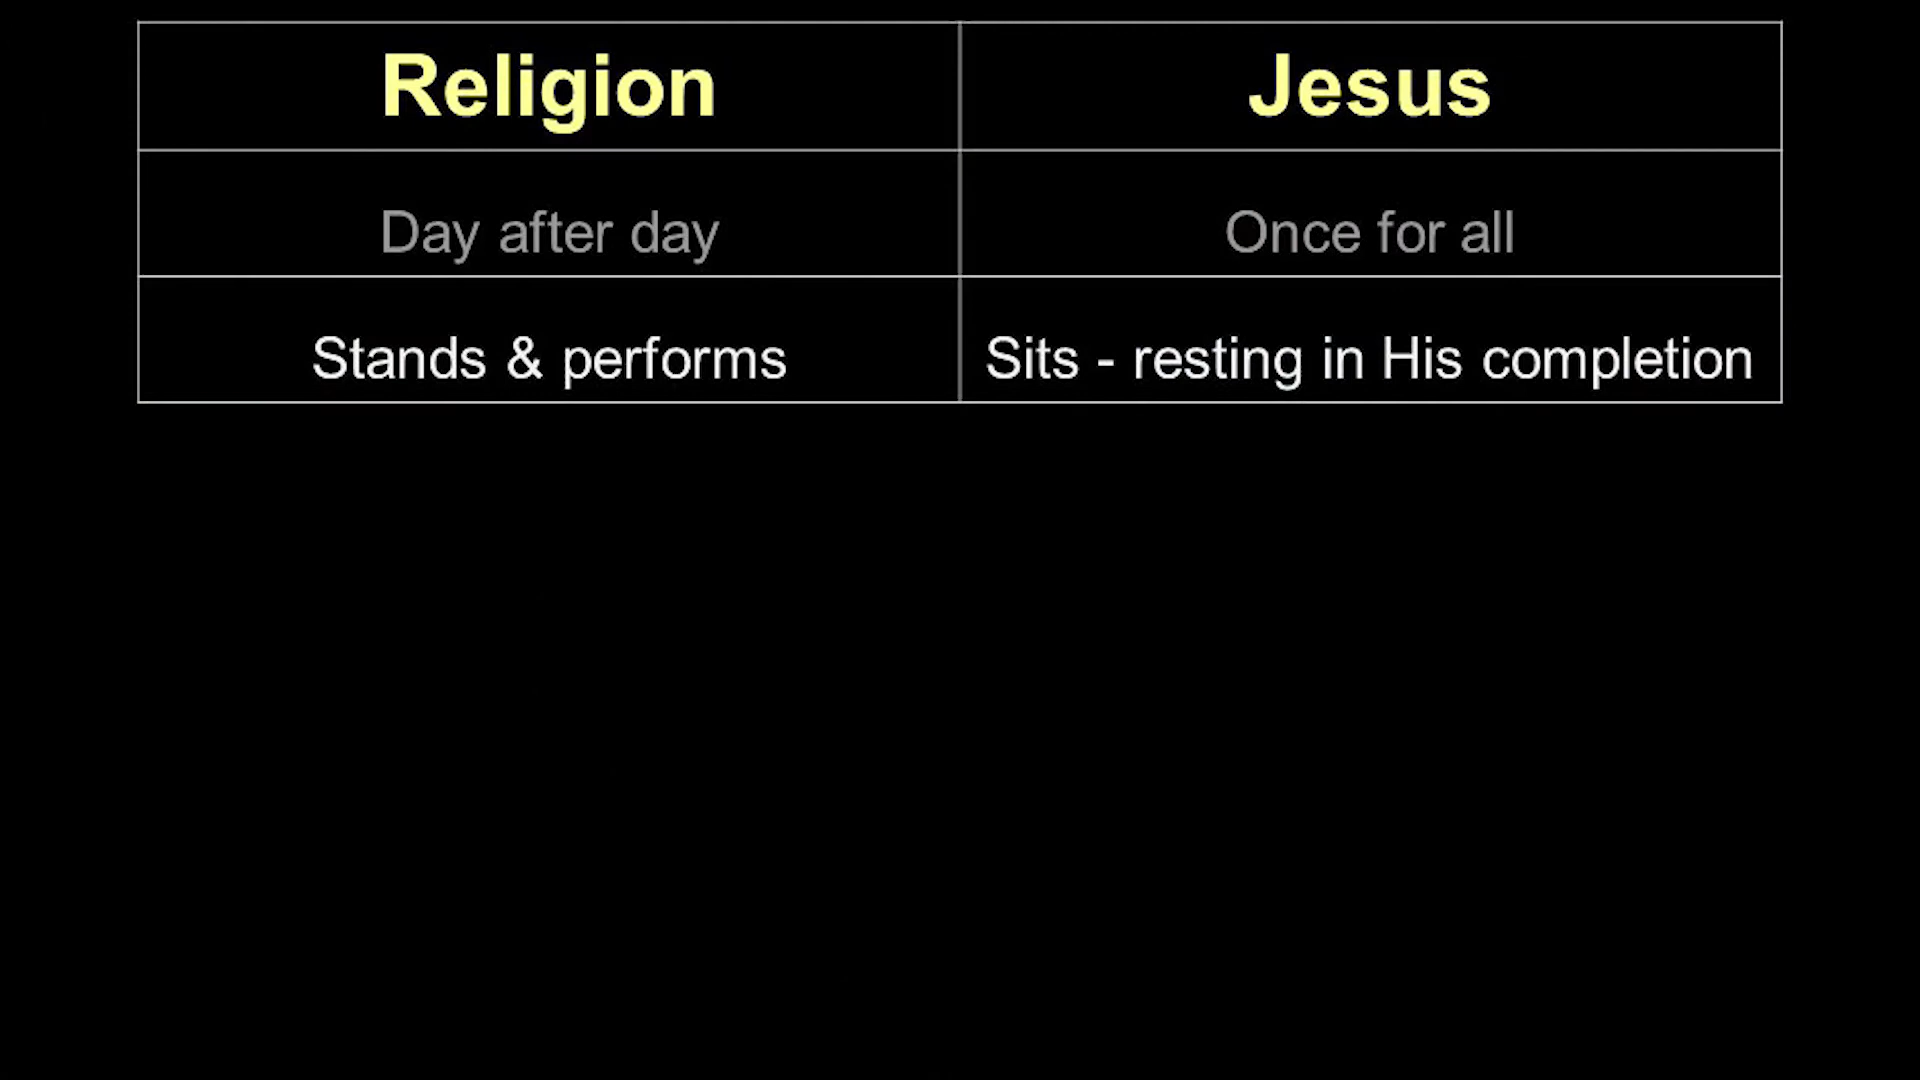 Religion
Jesus
Day after day
Once for all
Stands & performs
Sits - resting in His completion